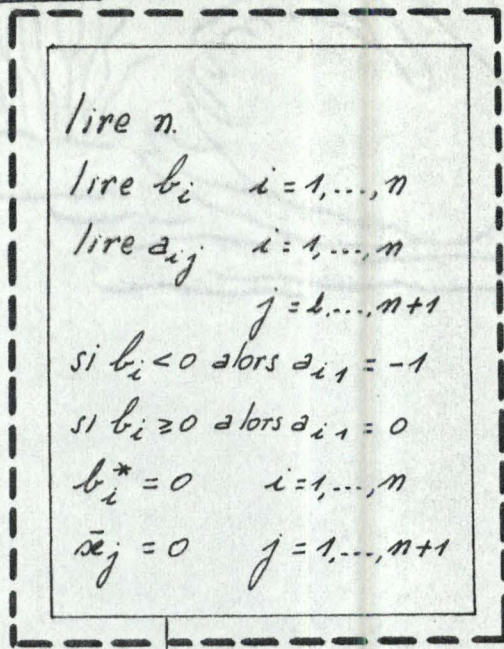 lire n.
lire b_i i = 1,...,n
lire a_ij i = 1,...,n
j = 2,...,n+1
si b_i < 0 alors a_i1 = -1
si b_i ≥ 0 alors a_i1 = 0
b_i^* = 0 i = 1,...,n
x̄_j = 0 j = 1,...,n+1